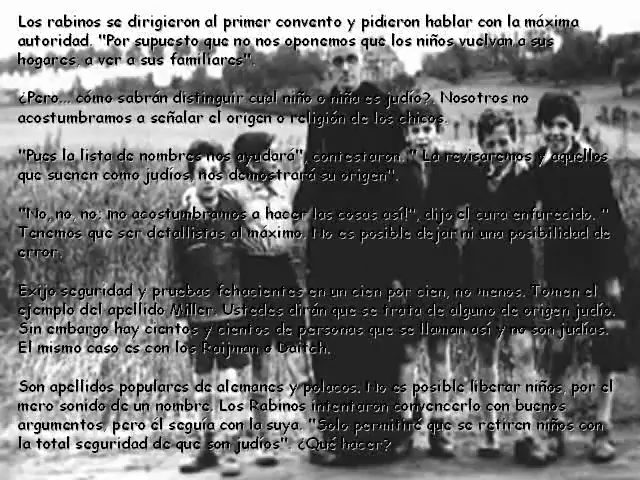 Los rabinos se dirigieron al primer convento y pidieron hablar con la máxima
autoridad. "Por supuesto que no nos oponemos que los niños vuelvan a sus
hogares, a ver a sus familiares".
¿Pero... cómo sabrán distinguir cual niño o niña es judío?. Nosotros no
acostumbramos a señalar el origen o religión de los chicos.
"Pues la lista de nombres nos ayudará", contestaron. " La revisaremos y aquellos
que suenen como judíos, nos demostrará su origen".
"No, no, no; ¡no acostumbramos a hacer las cosas así!", dijo el cura enfurecido. "
Tenemos que ser detallistas al máximo. No es posible dejar ni una posibilidad de
error.
Exijo seguridad y pruebas fehacientes en un cien por cien, no menos. Tomen el
ejemplo del apellido Miller. Ustedes dirán que se trata de alguno de origen judío.
Sin embargo hay cientos y cientos de personas que se llaman así y no son judías.
El mismo caso es con los Raijman o Daitch.
Son apellidos populares de alemanes y polacos. No es posible liberar niños, por el
mero sonido de un nombre. Los Rabinos intentaron convencerlo con buenos
argumentos, pero él seguía con la suya. "Solo permitiré que se retiren niños con
la total seguridad de que son judíos". ¿Qué hacer?